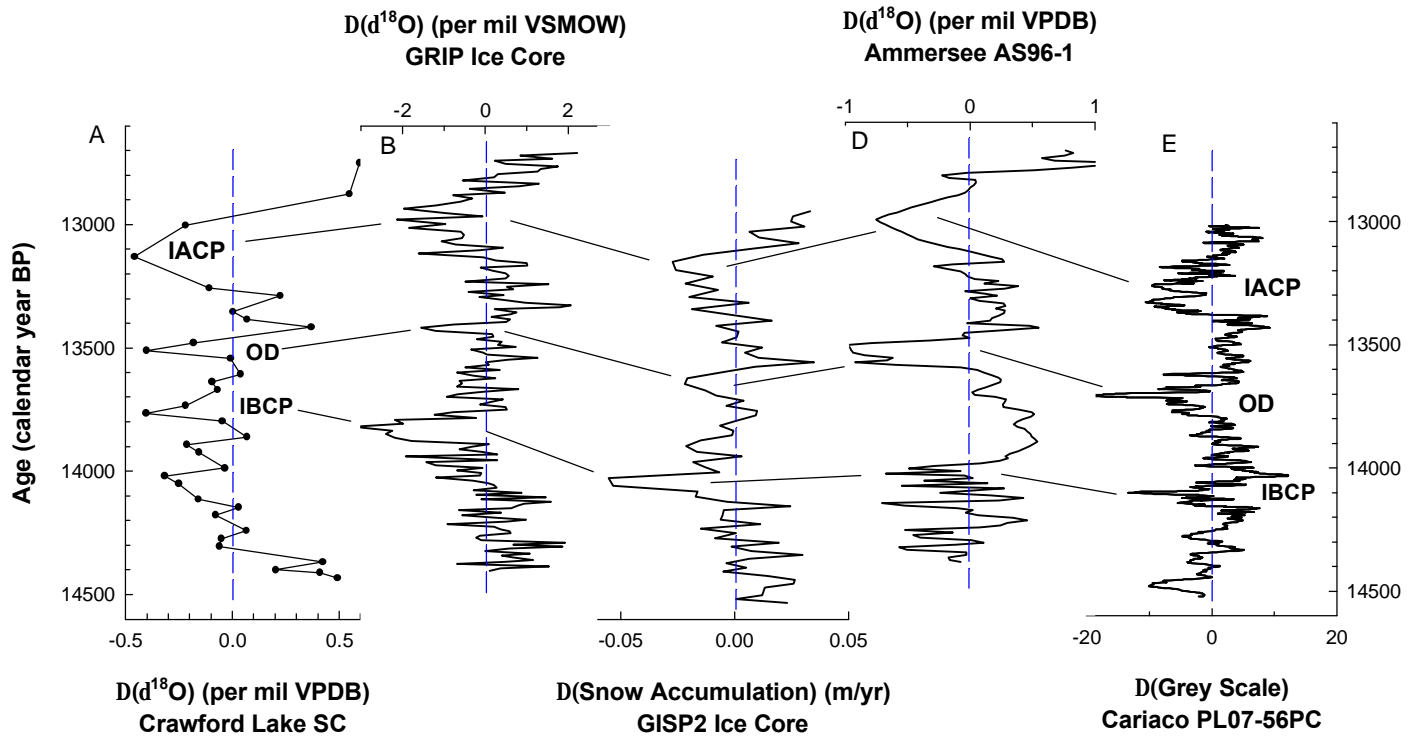 D(d¹⁸O) (per mil VSMOW)
GRIP Ice Core
D(d¹⁸O) (per mil VPDB)
Ammersee AS96-1
-2 0 2
-1 0 1
A
B
D
E
13000
13500
14000
14500
Age (calendar year BP)
IACP
OD
IBCP
IACP
OD
IBCP
13000
13500
14000
14500
-0.5 0.0 0.5
-0.05 0.00 0.05
-20 0 20
D(d¹⁸O) (per mil VPDB)
Crawford Lake SC
D(Snow Accumulation) (m/yr)
GISP2 Ice Core
D(Grey Scale)
Cariaco PL07-56PC